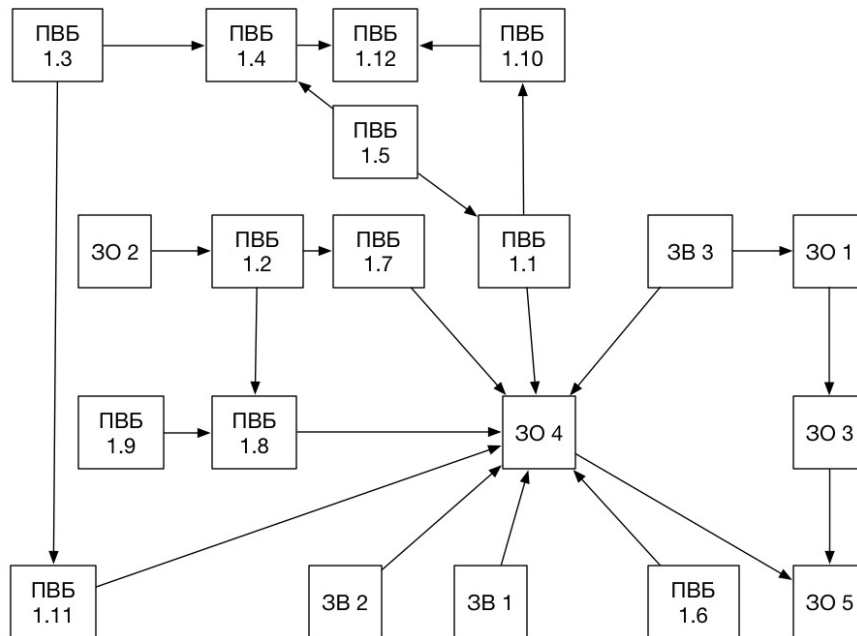 ПВБ
1.3
ПВБ
1.4
ПВБ
1.12
ПВБ
1.10
ПВБ
1.5
ЗО 2
ПВБ
1.2
ПВБ
1.7
ПВБ
1.1
ЗВ 3
ЗО 1
ПВБ
1.9
ПВБ
1.8
ЗО 4
ЗО 3
ПВБ
1.11
ЗВ 2
ЗВ 1
ПВБ
1.6
ЗО 5